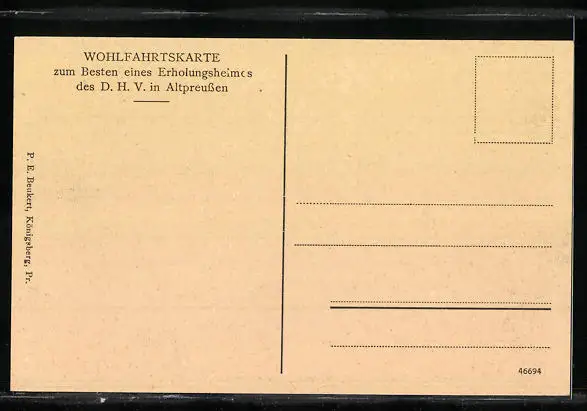 WOHLFAHRTSKARTE
zum Besten eines Erholungsheimes
des D. H. V. in Altpreußen
P. E. Beukert, Königsberg, Pr.
46694